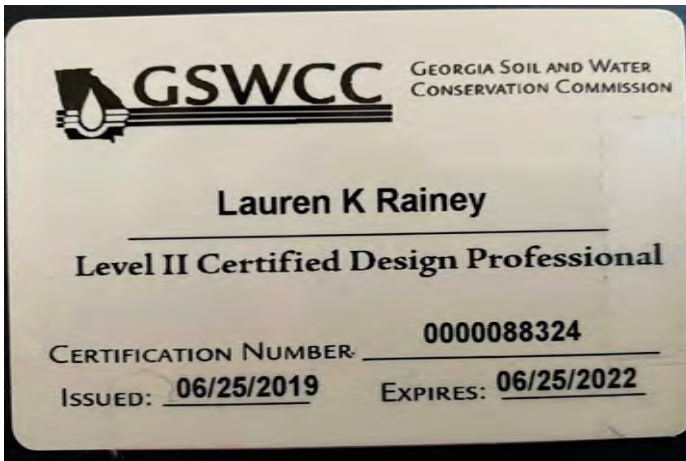 GSWCC
GEORGIA SOIL AND WATER
CONSERVATION COMMISSION
Lauren K Rainey
Level II Certified Design Professional
CERTIFICATION NUMBER 0000088324
ISSUED: 06/25/2019 EXPIRES: 06/25/2022